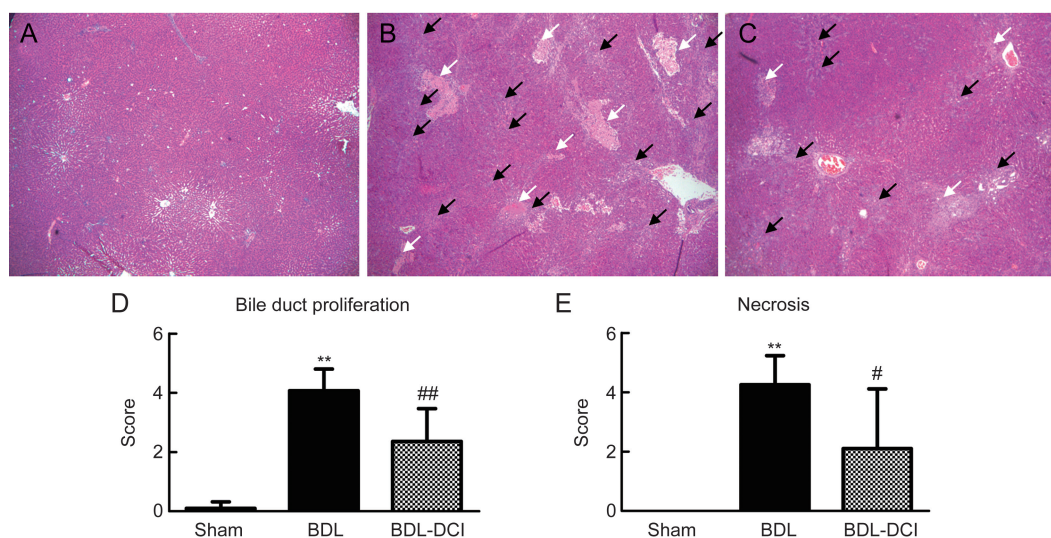 A
B
C
D
Bile duct proliferation
Score
6
4
2
0
**
##
Sham
BDL
BDL-DCI
E
Necrosis
Score
6
4
2
0
**
#
Sham
BDL
BDL-DCI